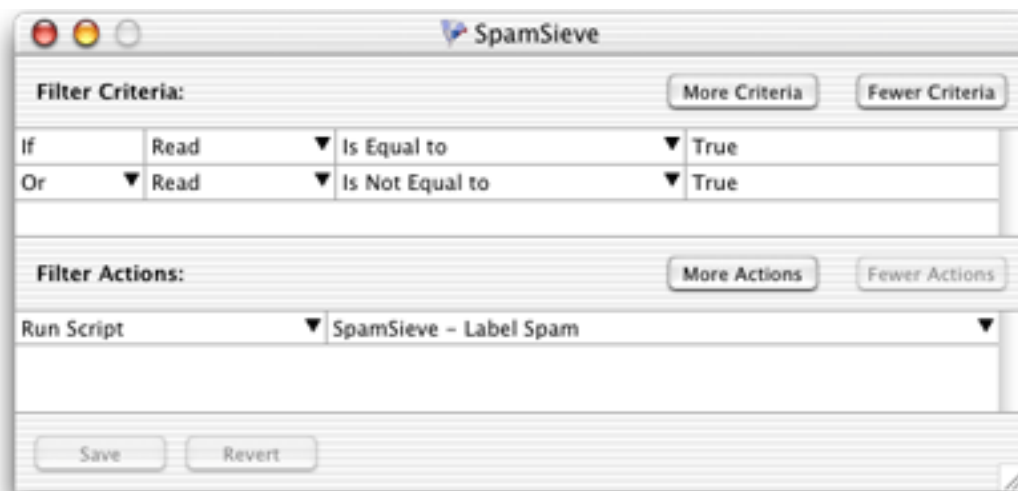 SpamSieve
Filter Criteria: More Criteria Fewer Criteria
If Read Is Equal to True
Or Read Is Not Equal to True
Filter Actions: More Actions Fewer Actions
Run Script SpamSieve – Label Spam
Save Revert